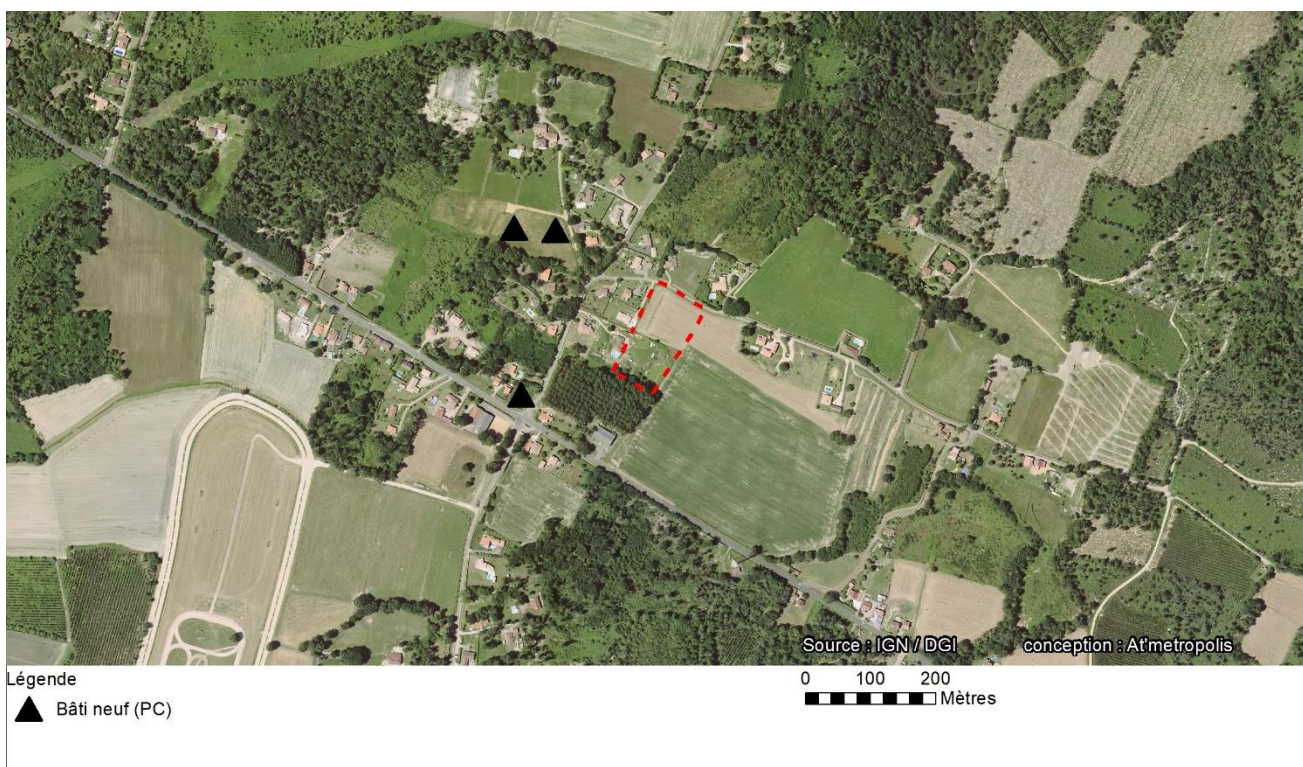 Source : IGN / DGI conception : At'metropolis
Légende
Bâti neuf (PC)
0 100 200
Mètres